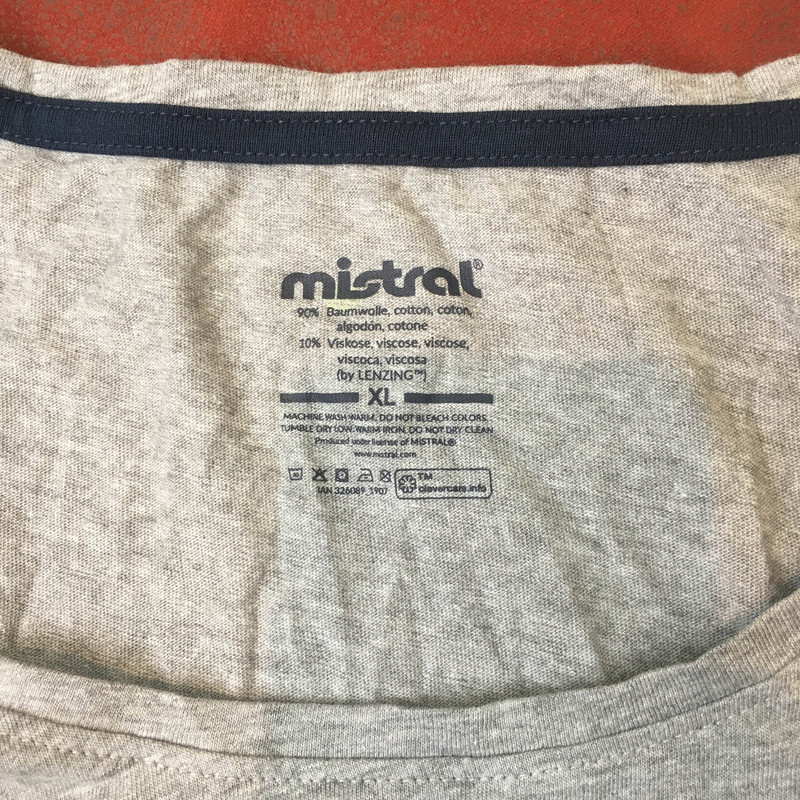 mistral®
90% Baumwolle, cotton, coton,
algodón, cotone
10% Viskose, viscose, viscose,
viscoca, viscosa
(by LENZING™)
XL
MACHINE WASH WARM. DO NOT BLEACH COLORS.
TUMBLE DRY LOW. WARM IRON. DO NOT DRY CLEAN
Produced under license of MISTRAL®
www.mistral.com
TM
clevercare.info
IAN 326089_1907